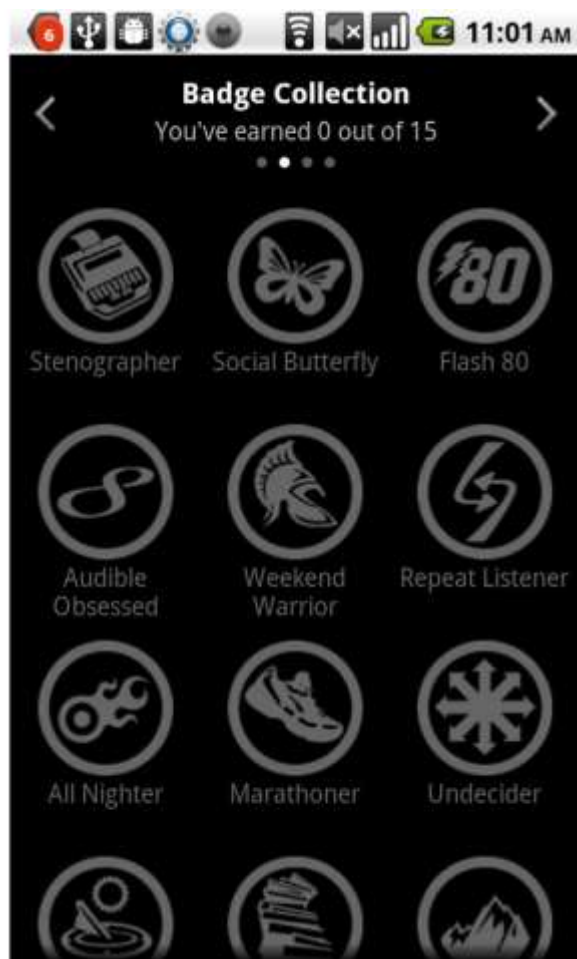 6
11:01 AM
Badge Collection
You've earned 0 out of 15
80
Stenographer
Social Butterfly
Flash 80
Audible
Obsessed
Weekend
Warrior
Repeat Listener
All Nighter
Marathoner
Undecider